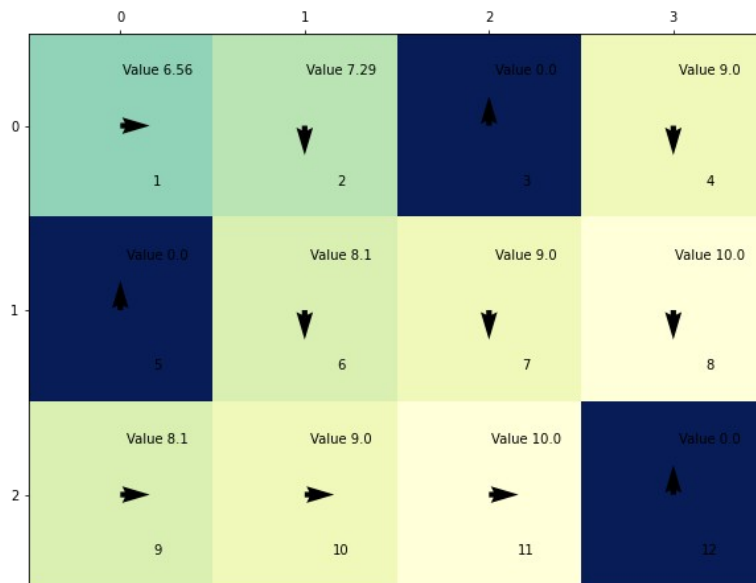 0 1 2 3
Value 6.56 Value 7.29 Value 0.0 Value 9.0
0
1 2 3 4
Value 0.0 Value 8.1 Value 9.0 Value 10.0
1
5 6 7 8
Value 8.1 Value 9.0 Value 10.0 Value 0.0
2
9 10 11 12